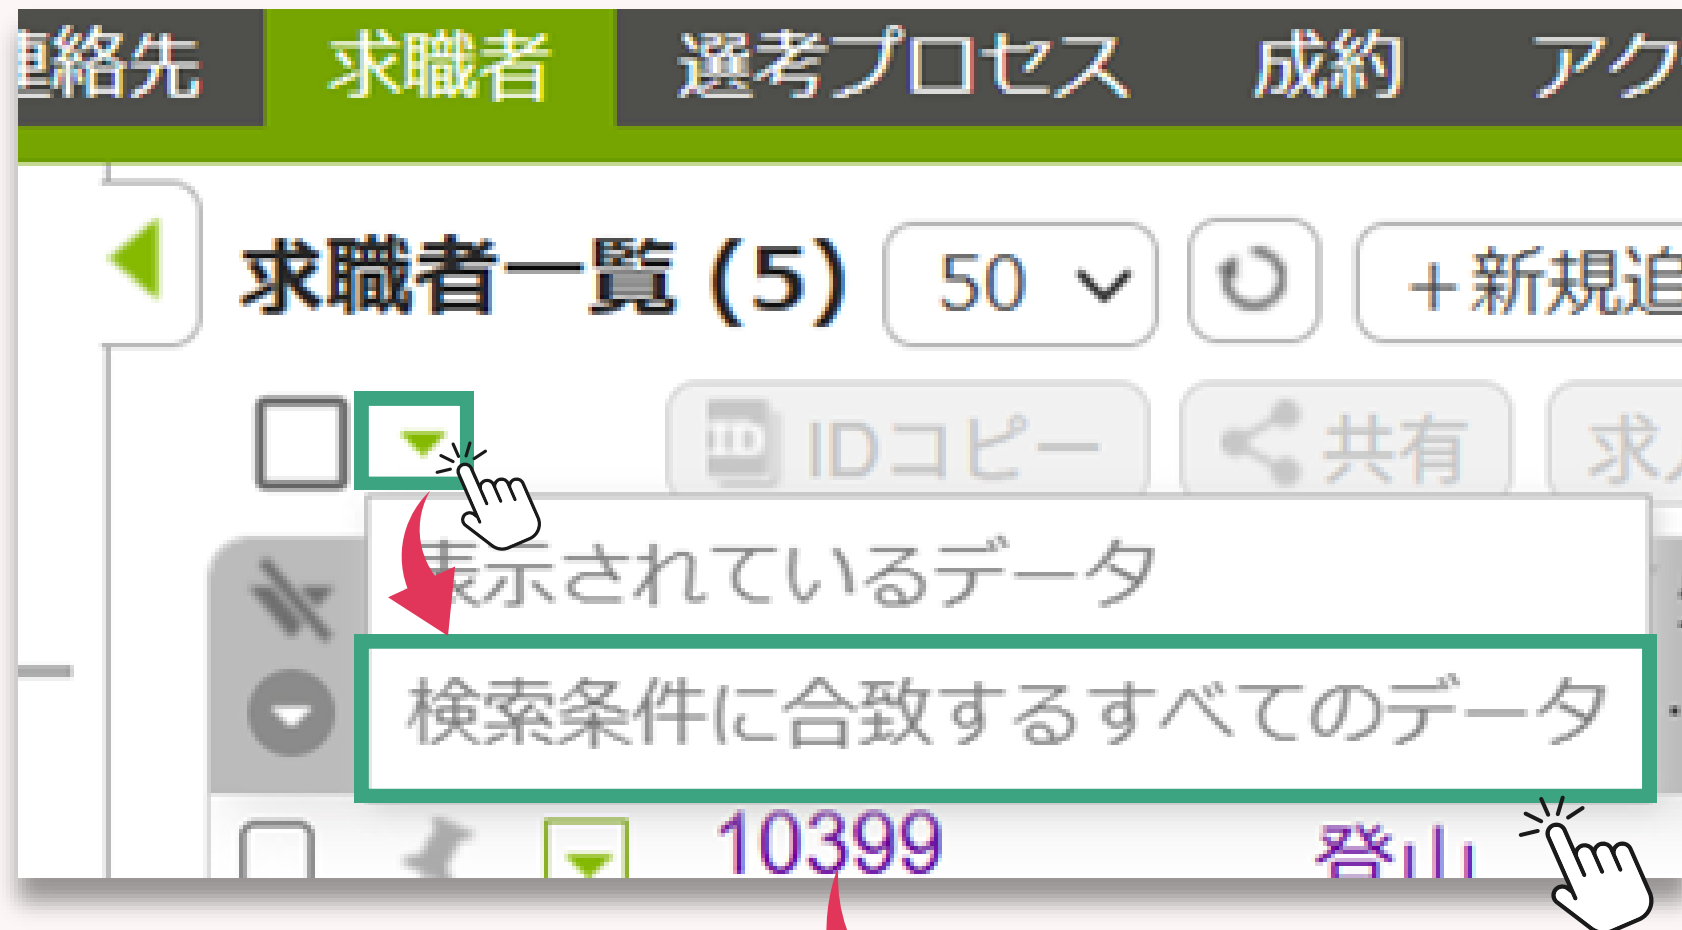 連絡先 求職者 選考プロセス 成約 アク
求職者一覧 (5) 50 +新規追
IDコピー 共有 求人
表示されているデータ
検索条件に合致するすべてのデータ
10399 登山